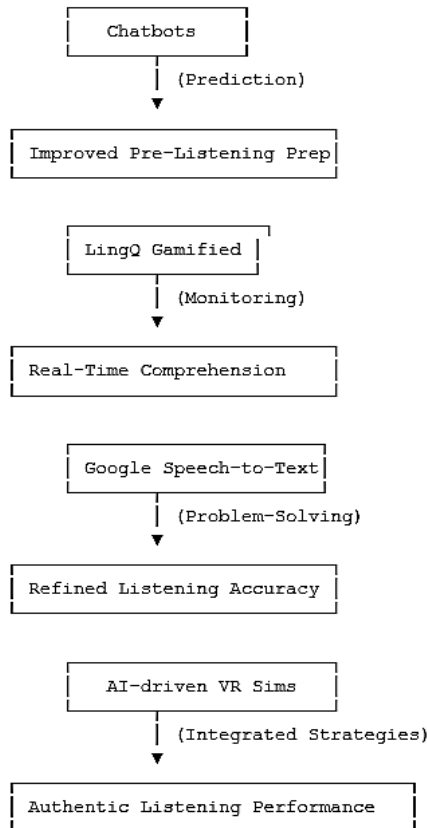 Chatbots
(Prediction)
Improved Pre-Listening Prep
LingQ Gamified
(Monitoring)
Real-Time Comprehension
Google Speech-to-Text
(Problem-Solving)
Refined Listening Accuracy
AI-driven VR Sims
(Integrated Strategies)
Authentic Listening Performance